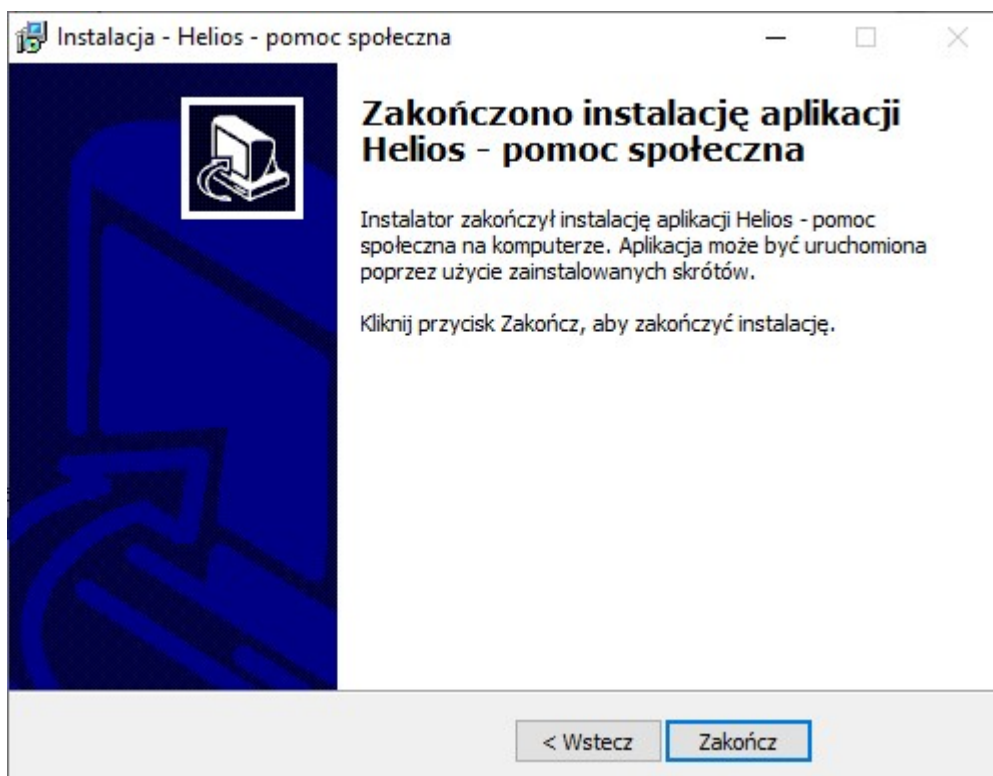 Instalacja - Helios - pomoc społeczna
Zakończono instalację aplikacji
Helios - pomoc społeczna
Instalator zakończył instalację aplikacji Helios - pomoc
społeczna na komputerze. Aplikacja może być uruchomiona
poprzez użycie zainstalowanych skrótów.
Kliknij przycisk Zakończ, aby zakończyć instalację.
< Wstecz
Zakończ